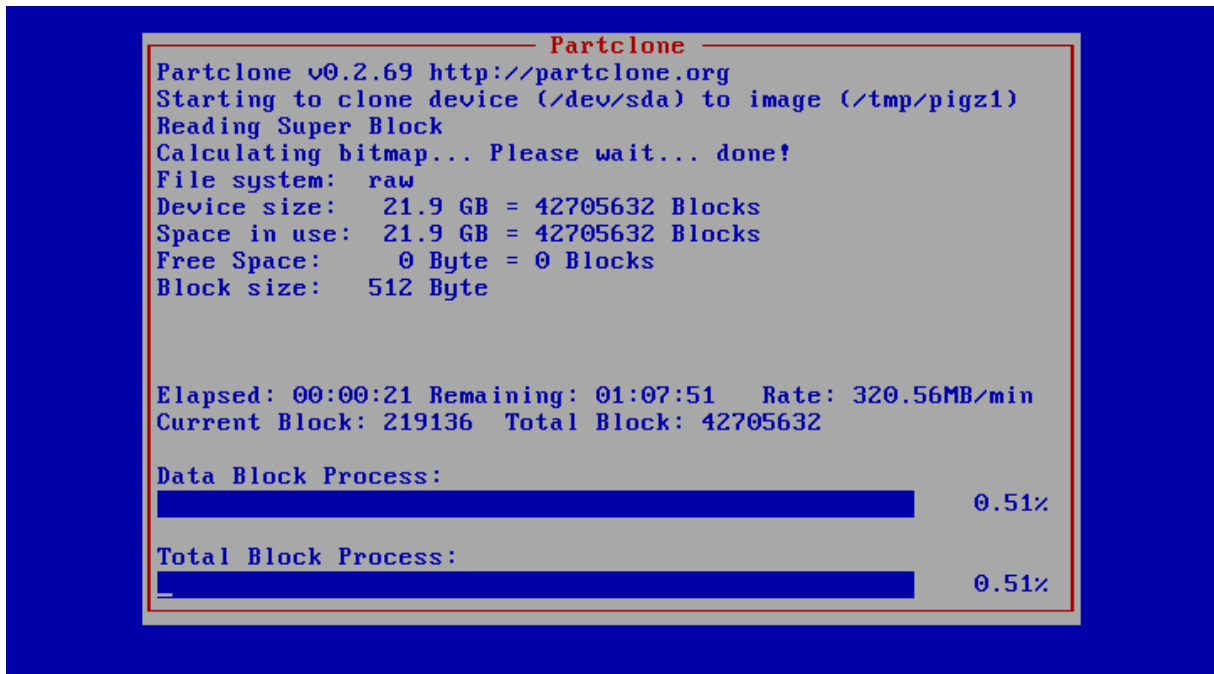 Partclone
Partclone v0.2.69 http://partclone.org
Starting to clone device (/dev/sda) to image (/tmp/pigz1)
Reading Super Block
Calculating bitmap... Please wait... done!
File system:  raw
Device size:   21.9 GB = 42705632 Blocks
Space in use:  21.9 GB = 42705632 Blocks
Free Space:     0 Byte = 0 Blocks
Block size:   512 Byte
Elapsed: 00:00:21 Remaining: 01:07:51   Rate: 320.56MB/min
Current Block: 219136  Total Block: 42705632
Data Block Process:
0.51%
Total Block Process:
0.51%